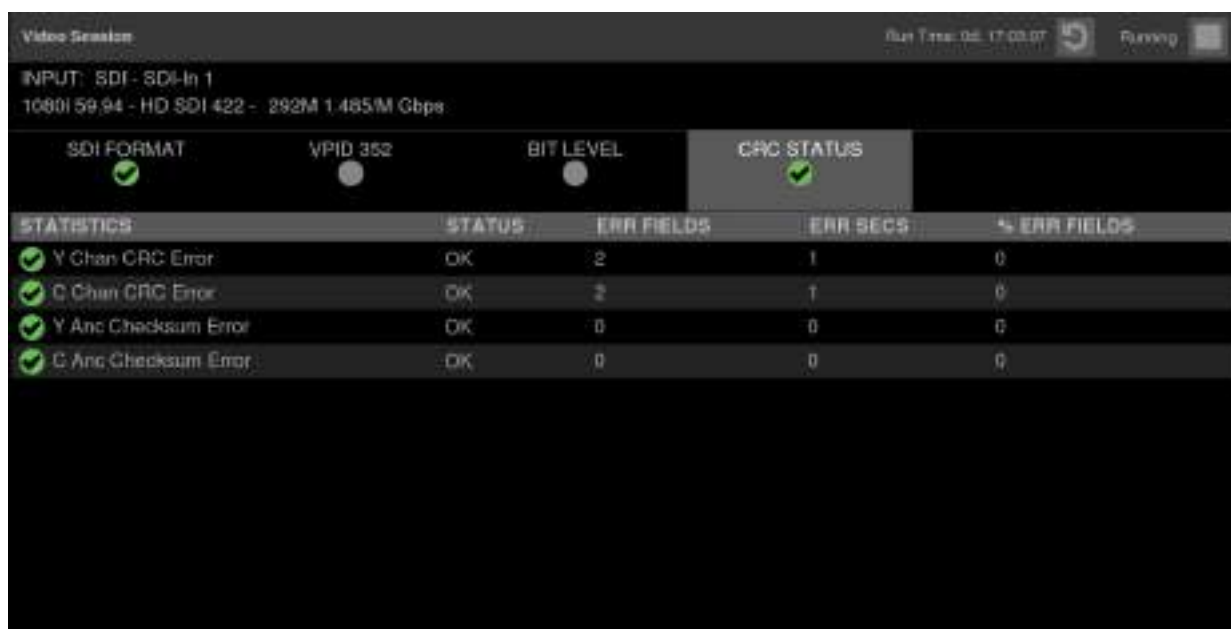 Video Session Run Time: 0d, 17:03:07 Running
INPUT: SDI - SDI-In 1
1080I 59.94 - HD SDI 422 - 292M 1.485/M Gbps
SDI FORMAT VPID 352 BIT LEVEL CRC STATUS
STATISTICS STATUS ERR FIELDS ERR SECS % ERR FIELDS
Y Chan CRC Error OK 2 1 0
C Chan CRC Error OK 2 1 0
Y Anc Checksum Error OK 0 0 0
C Anc Checksum Error OK 0 0 0